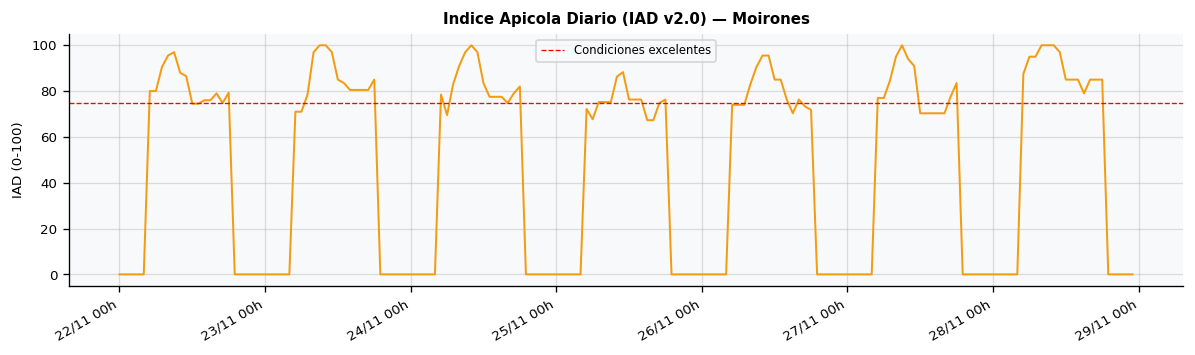 Indice Apicola Diario (IAD v2.0) — Moirones
Condiciones excelentes
IAD (0-100)
100
80
60
40
20
0
22/11 00h
23/11 00h
24/11 00h
25/11 00h
26/11 00h
27/11 00h
28/11 00h
29/11 00h